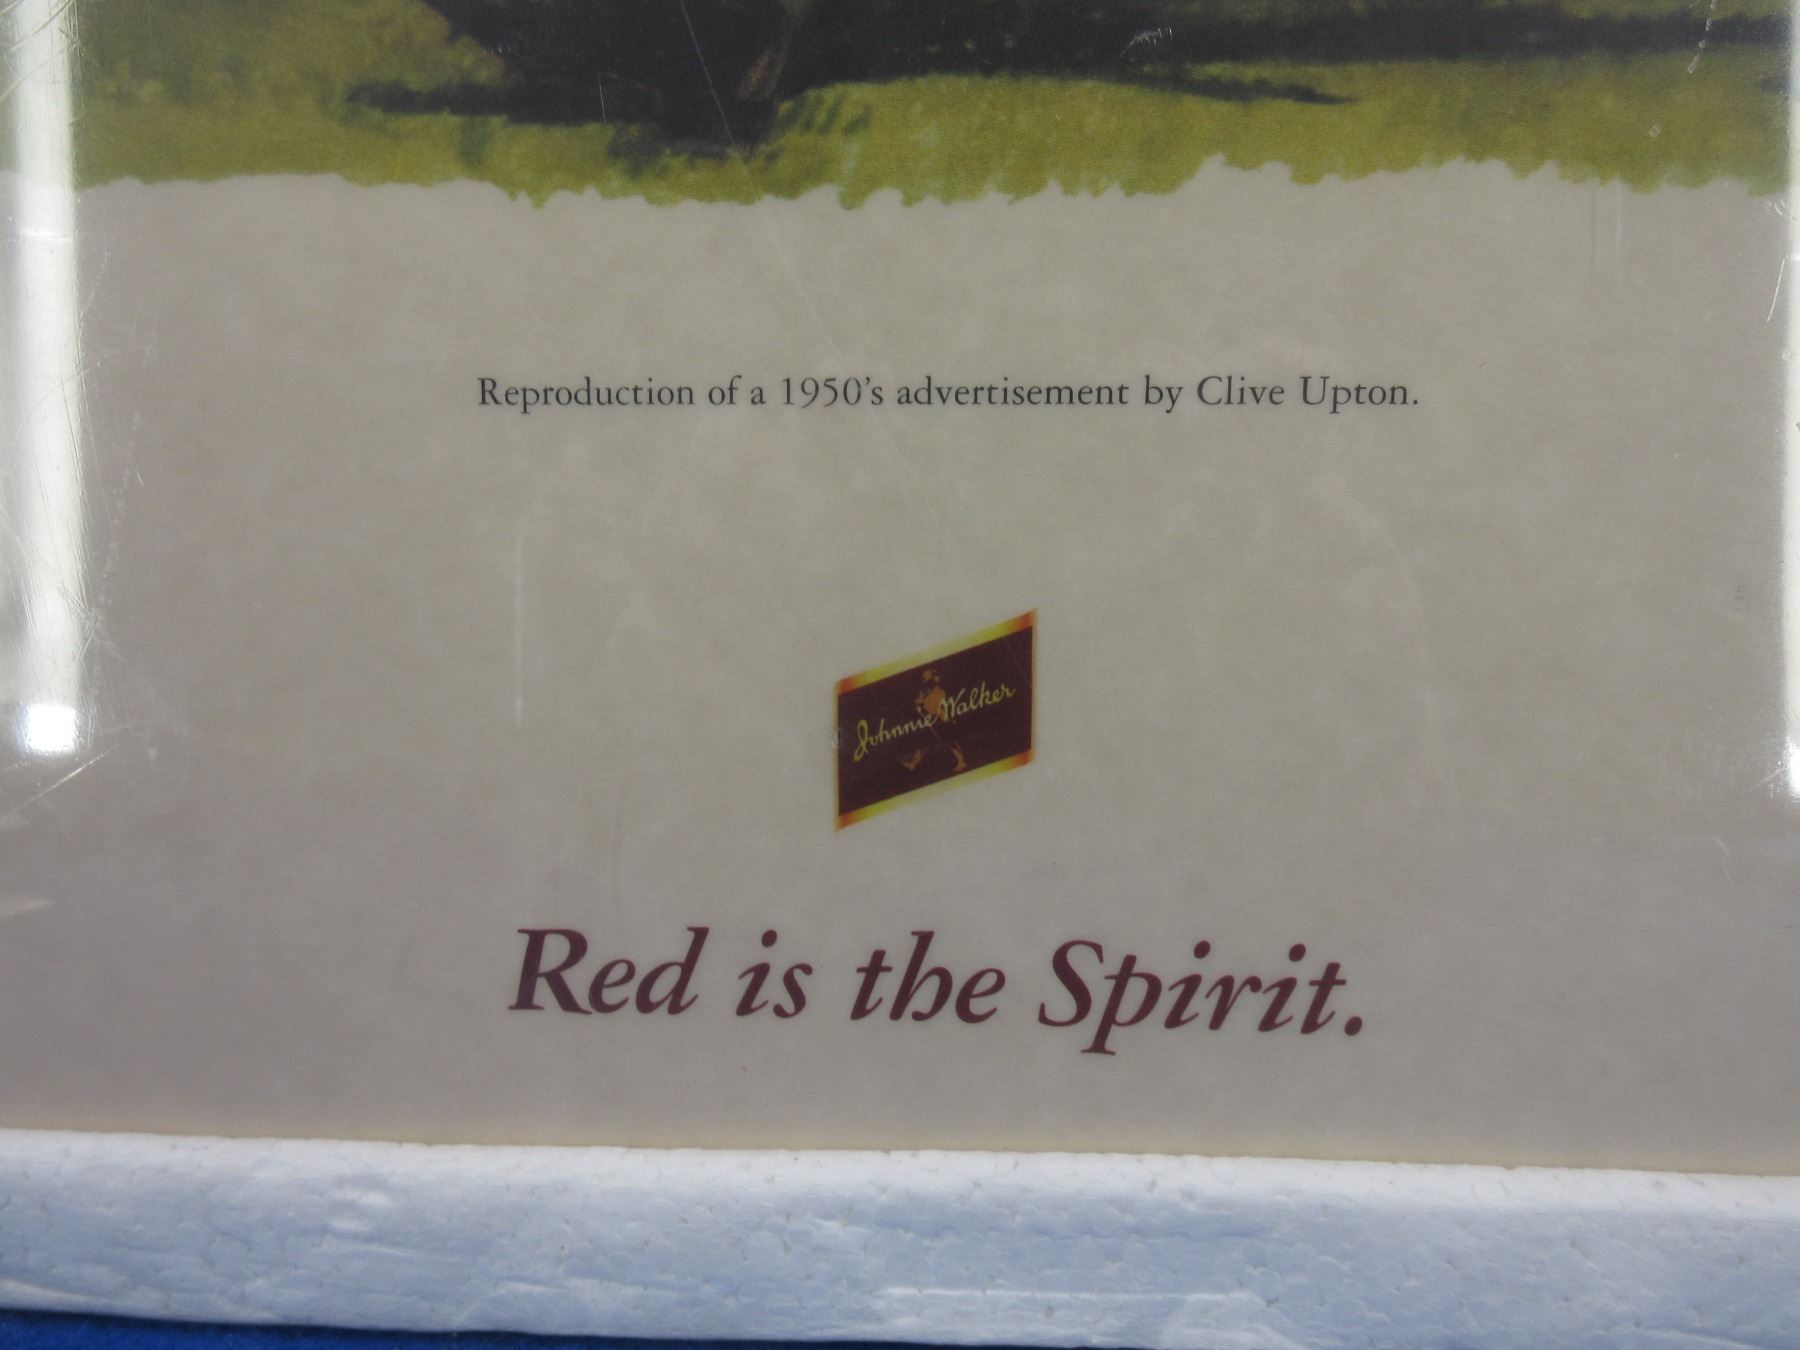 Reproduction of a 1950's advertisement by Clive Upton.
Johnnie Walker
Red is the Spirit.